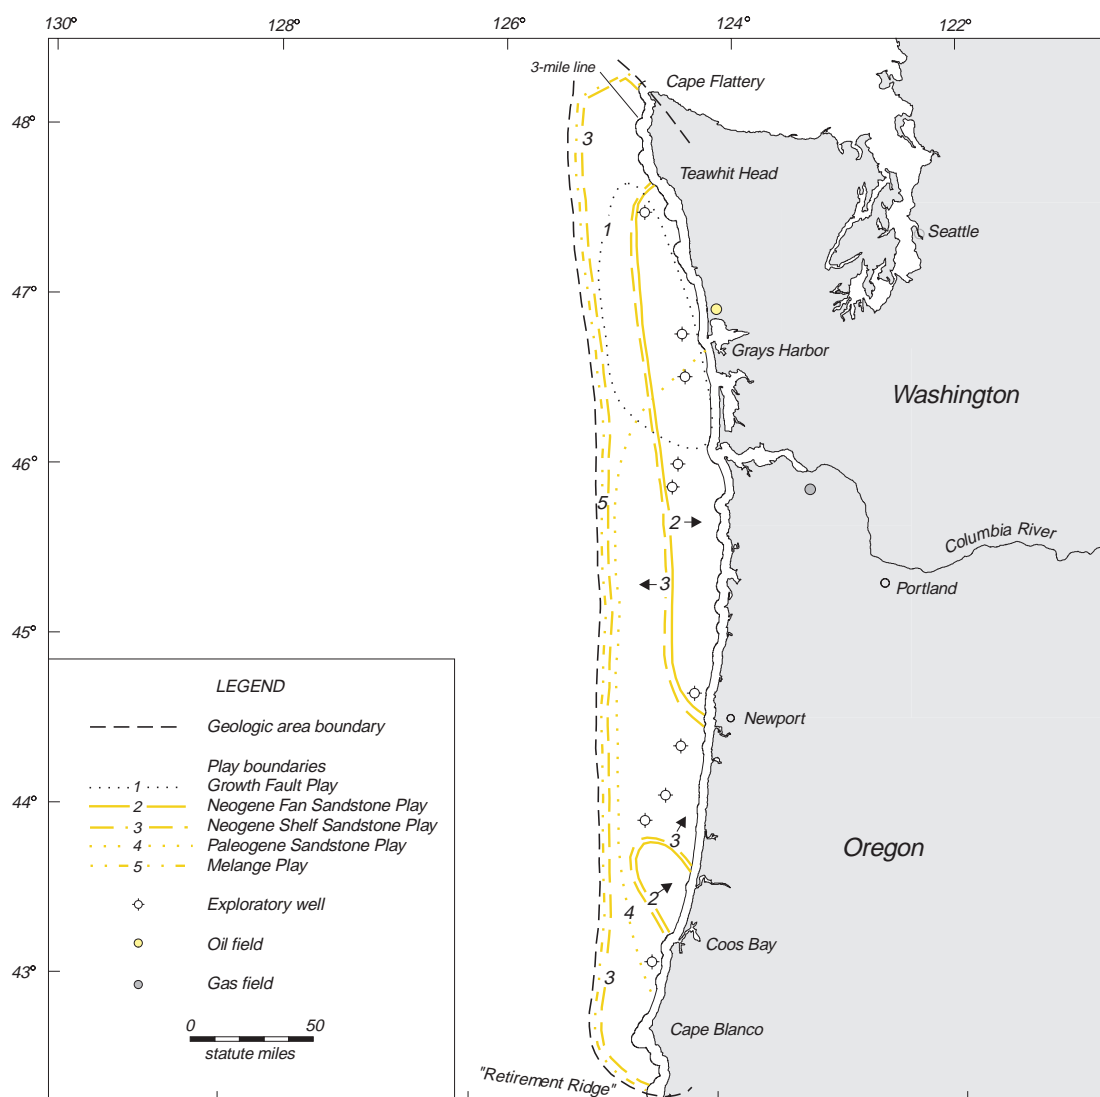 130°
128°
126°
124°
122°
3-mile line
Cape Flattery
48°
3
Teawhit Head
1
Seattle
47°
Grays Harbor
Washington
46°
5
2
Columbia River
3
Portland
45°
LEGEND
Newport
Geologic area boundary
Play boundaries
1 Growth Fault Play
2 Neogene Fan Sandstone Play
3 Neogene Shelf Sandstone Play
4 Paleogene Sandstone Play
5 Melange Play
44°
3
Oregon
2
4
Exploratory well
Oil field
Coos Bay
Gas field
43°
3
0 50
statute miles
Cape Blanco
"Retirement Ridge"